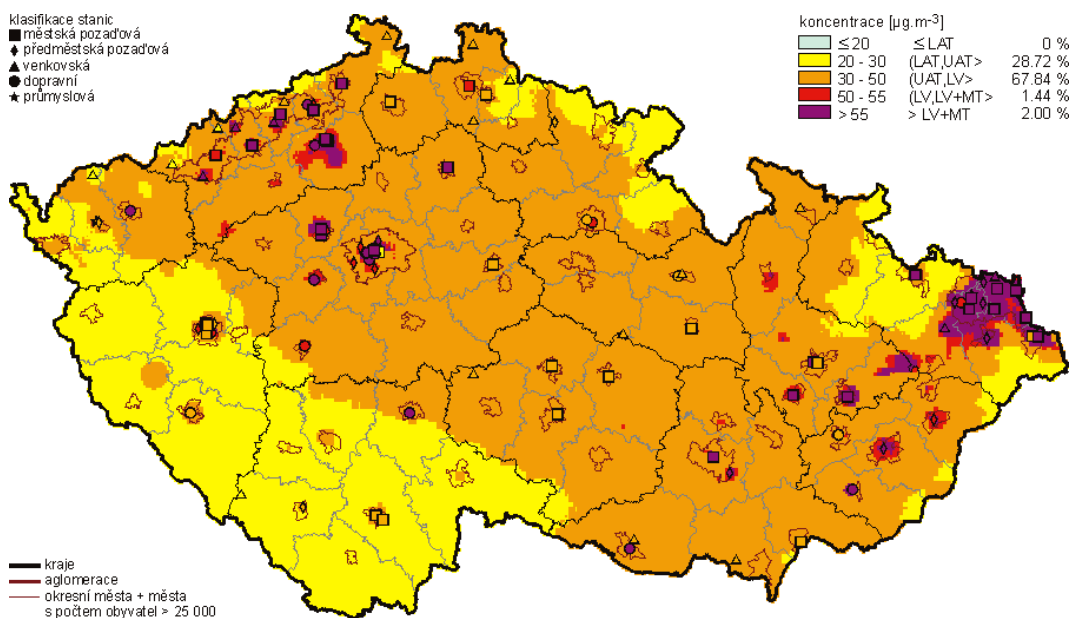 klasifikace stanic
městská pozaďová
předměstská pozaďová
venkovská
dopravní
průmyslová
koncentrace [µg.m-³]
≤20 ≤LAT 0 %
20 - 30 (LAT,UAT> 28.72 %
30 - 50 (UAT,LV> 67.84 %
50 - 55 (LV,LV+MT> 1.44 %
> 55 > LV+MT 2.00 %
kraje
aglomerace
okresní města + města
s počtem obyvatel > 25 000